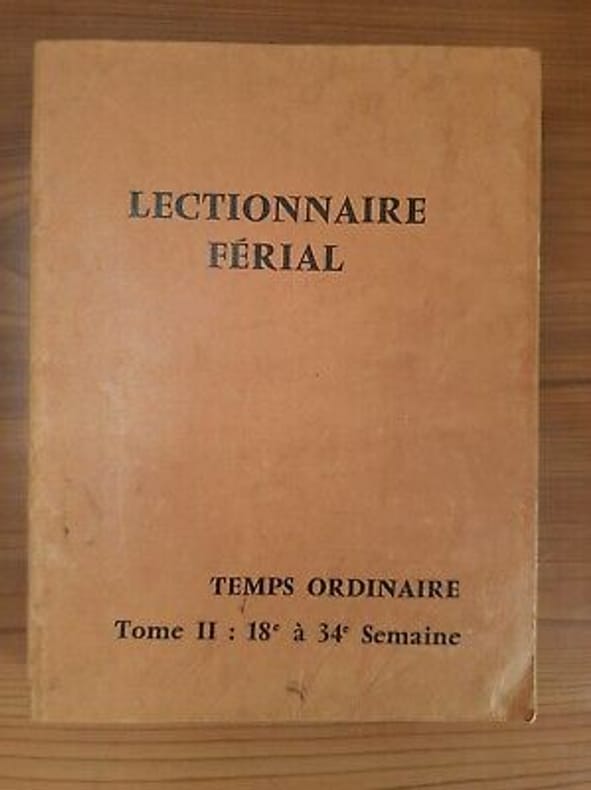 LECTIONNAIRE
FÉRIAL
TEMPS ORDINAIRE
Tome II : 18ᵉ à 34ᵉ Semaine